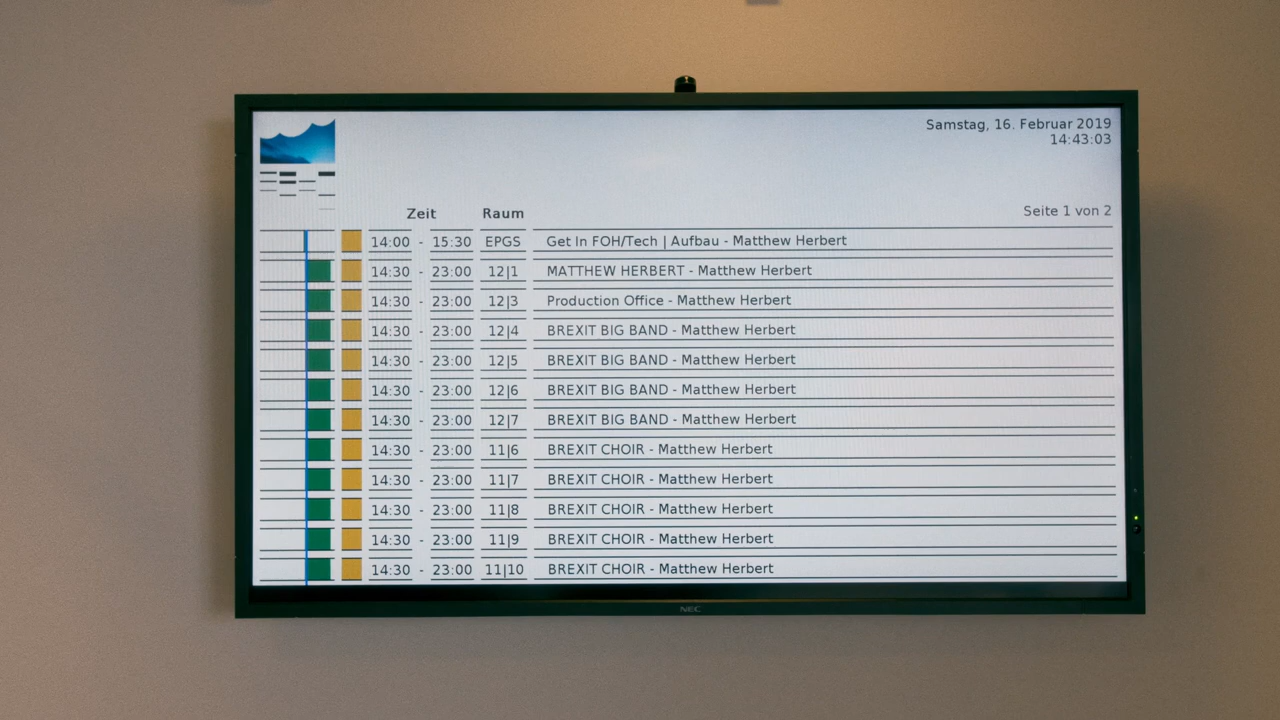 Samstag, 16. Februar 2019
14:43:03
Seite 1 von 2
Zeit Raum
14:00 - 15:30 EPGS Get In FOH/Tech | Aufbau - Matthew Herbert
14:30 - 23:00 12|1 MATTHEW HERBERT - Matthew Herbert
14:30 - 23:00 12|3 Production Office - Matthew Herbert
14:30 - 23:00 12|4 BREXIT BIG BAND - Matthew Herbert
14:30 - 23:00 12|5 BREXIT BIG BAND - Matthew Herbert
14:30 - 23:00 12|6 BREXIT BIG BAND - Matthew Herbert
14:30 - 23:00 12|7 BREXIT BIG BAND - Matthew Herbert
14:30 - 23:00 11|6 BREXIT CHOIR - Matthew Herbert
14:30 - 23:00 11|7 BREXIT CHOIR - Matthew Herbert
14:30 - 23:00 11|8 BREXIT CHOIR - Matthew Herbert
14:30 - 23:00 11|9 BREXIT CHOIR - Matthew Herbert
14:30 - 23:00 11|10 BREXIT CHOIR - Matthew Herbert
NEC